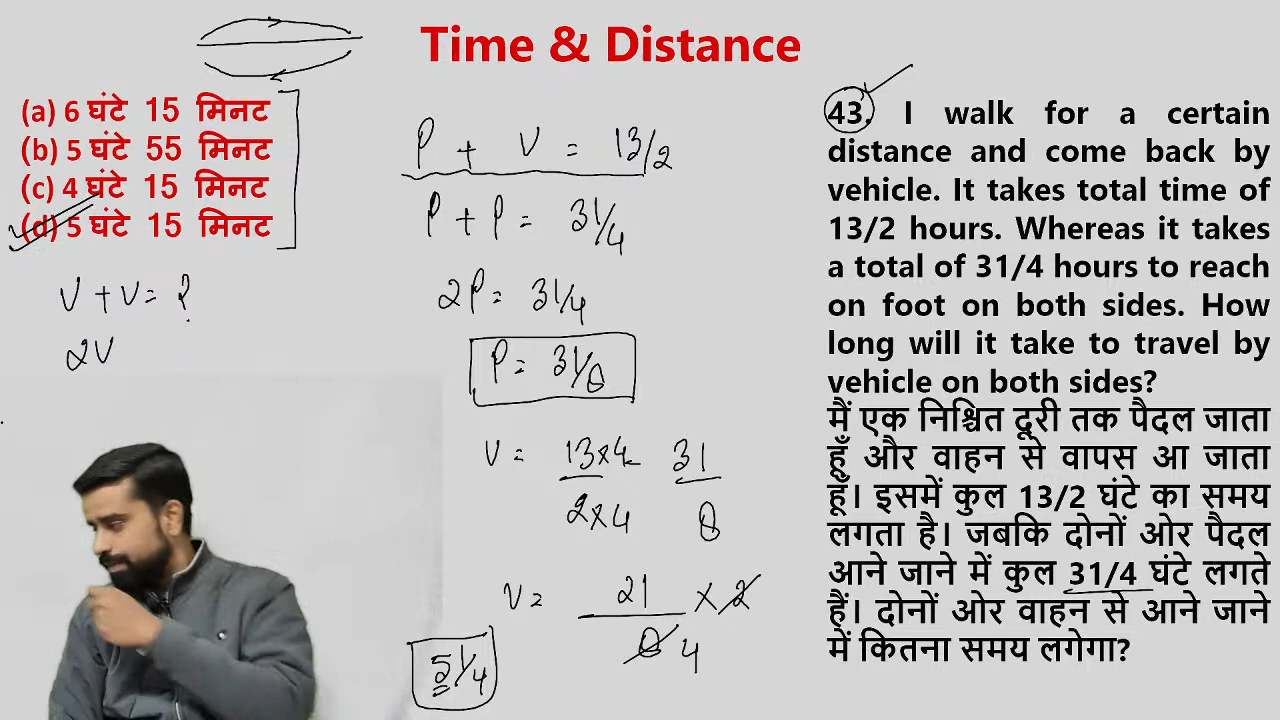 Time & Distance
(a) 6 घंटे 15 मिनट
(b) 5 घंटे 55 मिनट
(c) 4 घंटे 15 मिनट
(d) 5 घंटे 15 मिनट
V + V = ?
2V
P + V = 13/2
P + P = 31/4
2P = 31/4
P = 31/8
V = 13×4 31
2×4 8
V = 21 × 2
8 4
5 1/4
43. I walk for a certain
distance and come back by
vehicle. It takes total time of
13/2 hours. Whereas it takes
a total of 31/4 hours to reach
on foot on both sides. How
long will it take to travel by
vehicle on both sides?
मैं एक निश्चित दूरी तक पैदल जाता
हूँ और वाहन से वापस आ जाता
हूँ। इसमें कुल 13/2 घंटे का समय
लगता है। जबकि दोनों ओर पैदल
आने जाने में कुल 31/4 घंटे लगते
हैं। दोनों ओर वाहन से आने जाने
में कितना समय लगेगा?